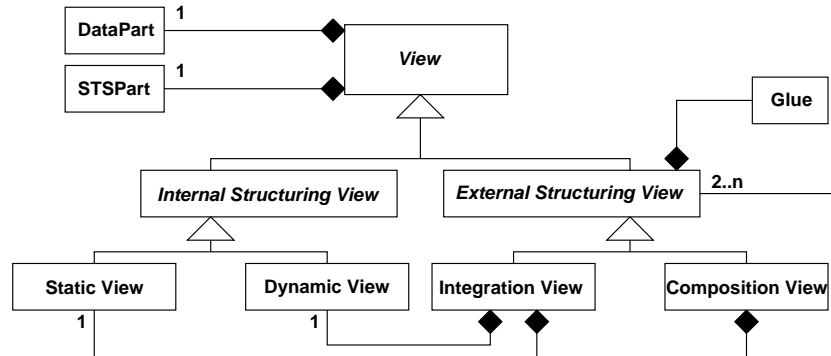 1
DataPart
View
1
STSPart
Glue
Internal Structuring View
External Structuring View
2..n
Static View
Dynamic View
Integration View
Composition View
1
1